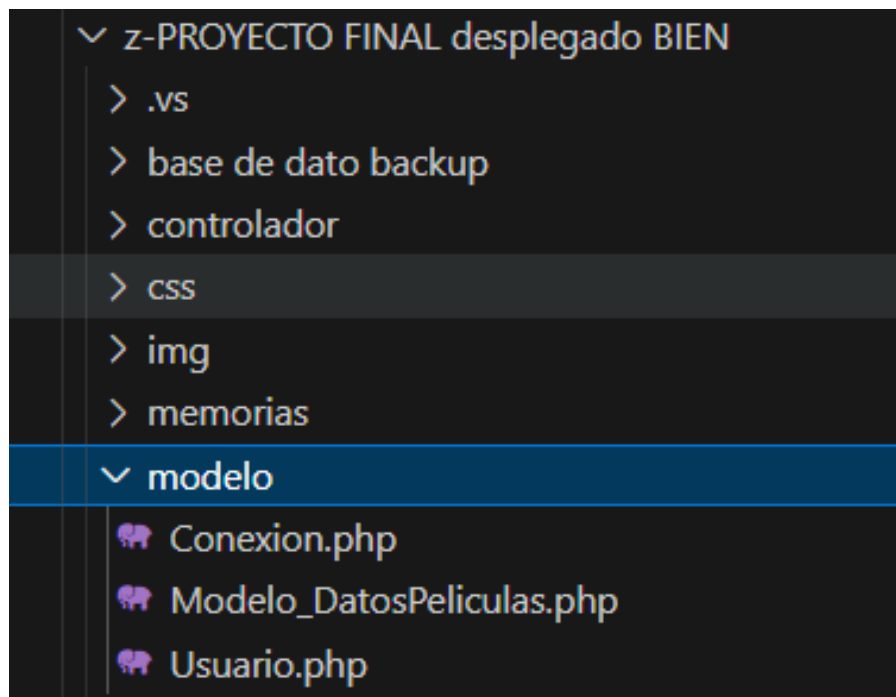 z-PROYECTO FINAL desplegado BIEN
.vs
base de dato backup
controlador
css
img
memorias
modelo
Conexion.php
Modelo_DatosPeliculas.php
Usuario.php